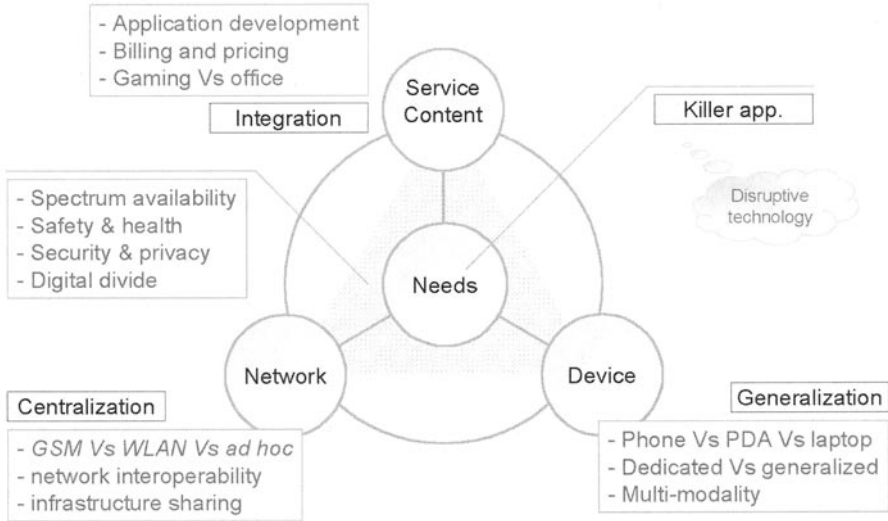 - Application development
- Billing and pricing
- Gaming Vs office
Integration
Service
Content
Killer app.
Disruptive
technology
- Spectrum availability
- Safety & health
- Security & privacy
- Digital divide
Needs
Network
Device
Centralization
- GSM Vs WLAN Vs ad hoc
- network interoperability
- infrastructure sharing
Generalization
- Phone Vs PDA Vs laptop
- Dedicated Vs generalized
- Multi-modality